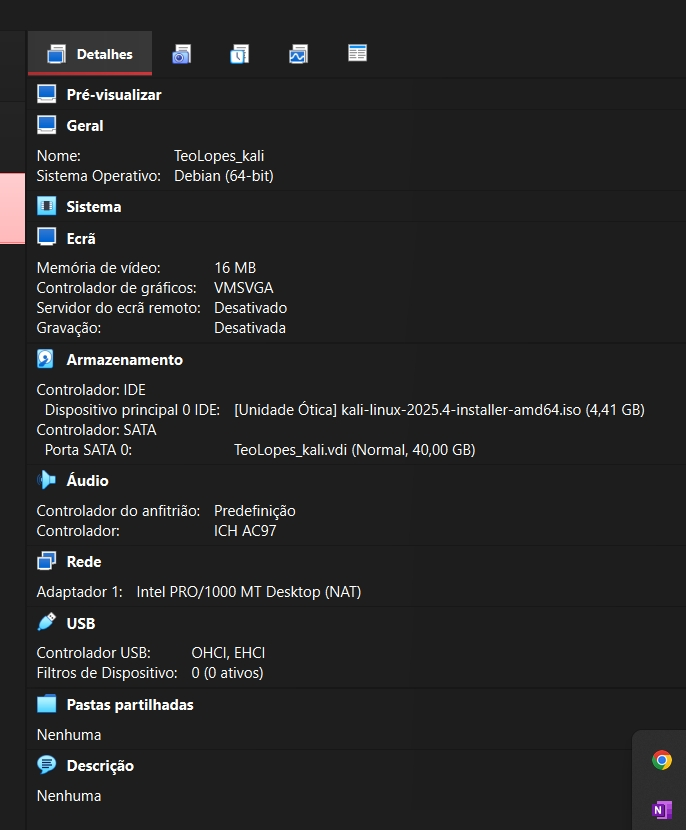 Detalhes
Pré-visualizar
Geral
Nome: TeoLopes_kali
Sistema Operativo: Debian (64-bit)
Sistema
Ecrã
Memória de vídeo: 16 MB
Controlador de gráficos: VMSVGA
Servidor do ecrã remoto: Desativado
Gravação: Desativada
Armazenamento
Controlador: IDE
Dispositivo principal 0 IDE: [Unidade Ótica] kali-linux-2025.4-installer-amd64.iso (4,41 GB)
Controlador: SATA
Porta SATA 0: TeoLopes_kali.vdi (Normal, 40,00 GB)
Áudio
Controlador do anfitrião: Predefinição
Controlador: ICH AC97
Rede
Adaptador 1: Intel PRO/1000 MT Desktop (NAT)
USB
Controlador USB: OHCI, EHCI
Filtros de Dispositivo: 0 (0 ativos)
Pastas partilhadas
Nenhuma
Descrição
Nenhuma
N